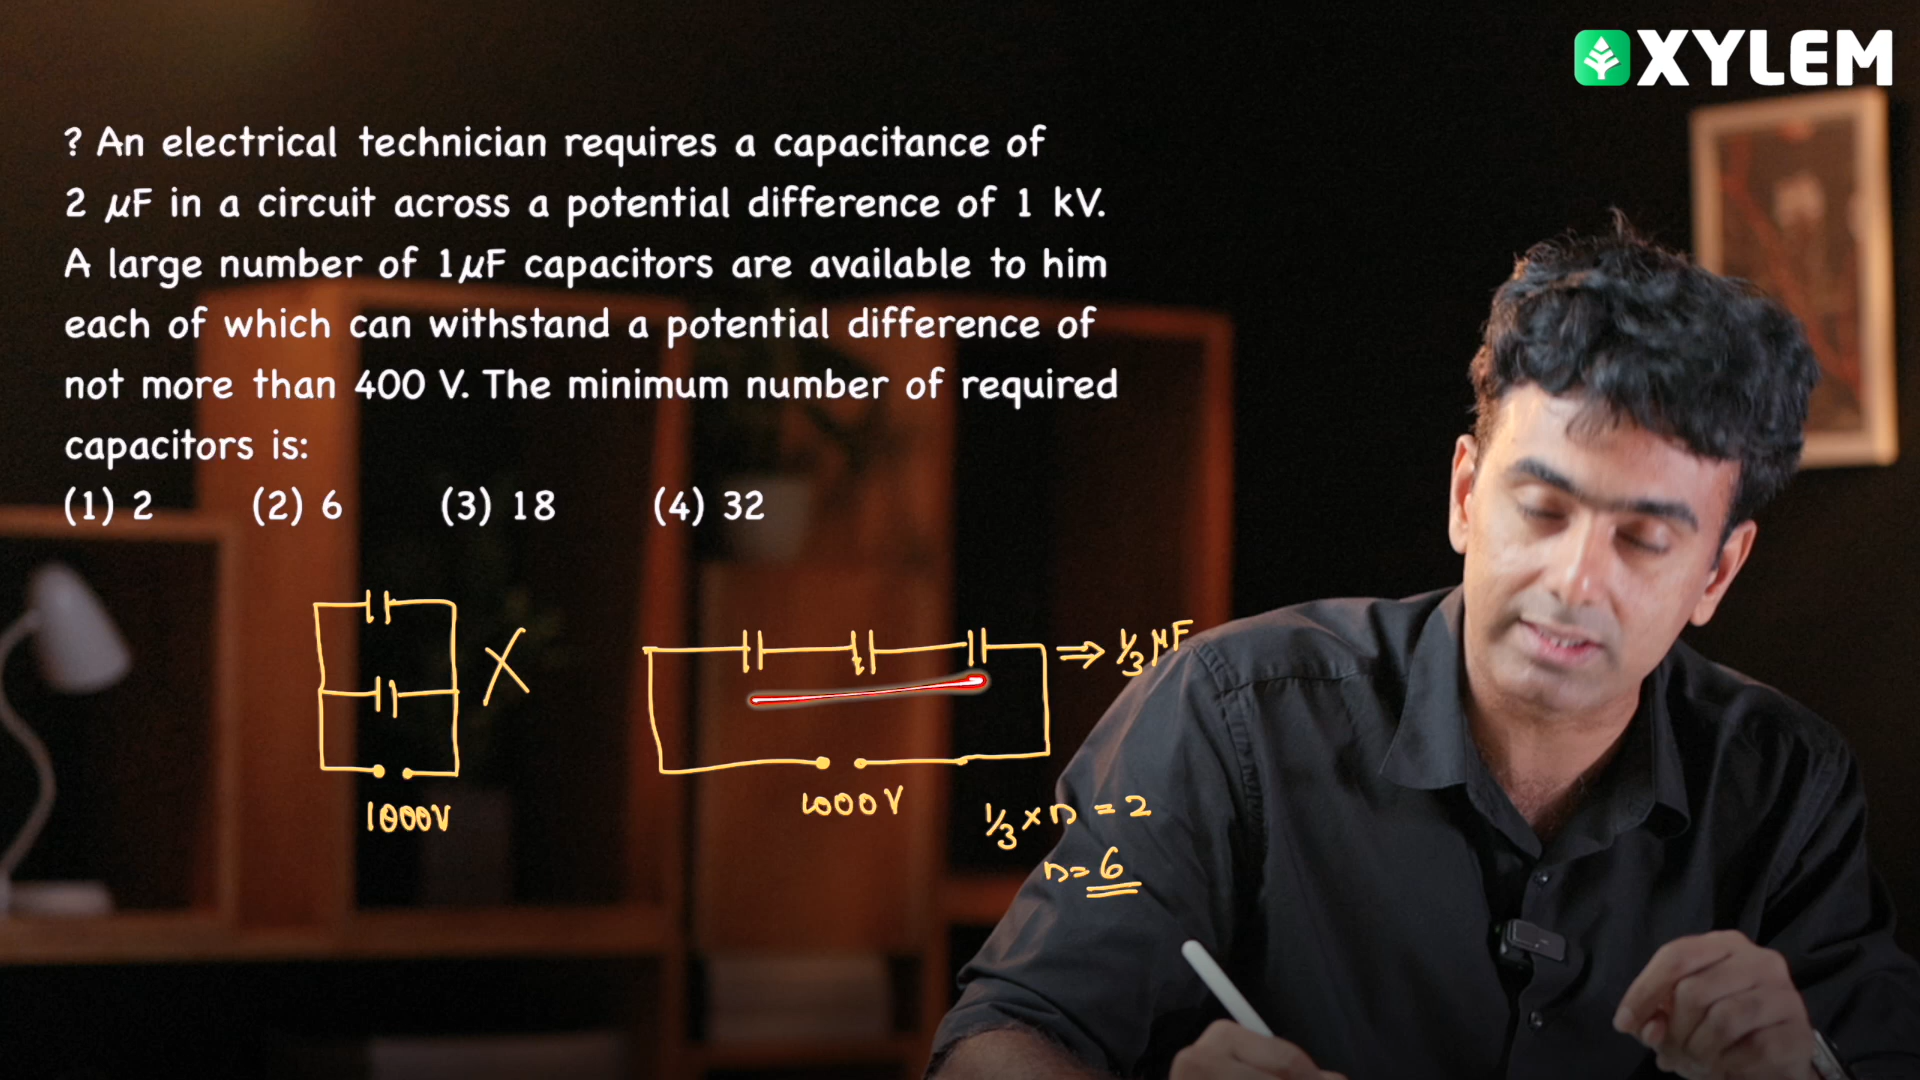 XYLEM
? An electrical technician requires a capacitance of
2 μF in a circuit across a potential difference of 1 kV.
A large number of 1μF capacitors are available to him
each of which can withstand a potential difference of
not more than 400 V. The minimum number of required
capacitors is:
(1) 2 (2) 6 (3) 18 (4) 32
X
⇒ 1/3 μF
1000V
1000V
1/3 × n = 2
n = 6